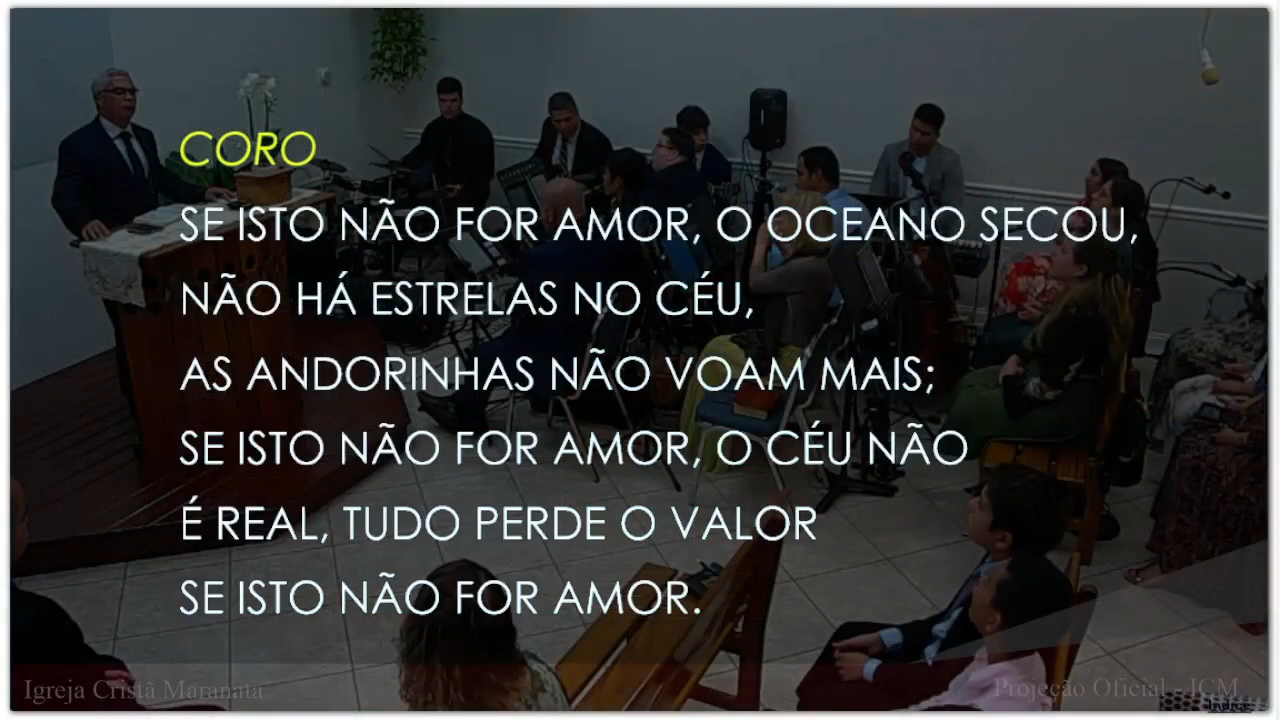 CORO
SE ISTO NÃO FOR AMOR, O OCEANO SECOU,
NÃO HÁ ESTRELAS NO CÉU,
AS ANDORINHAS NÃO VOAM MAIS;
SE ISTO NÃO FOR AMOR, O CÉU NÃO
É REAL, TUDO PERDE O VALOR
SE ISTO NÃO FOR AMOR.
Igreja Cristã Maranata
Projeção Oficial - ICM
Índice